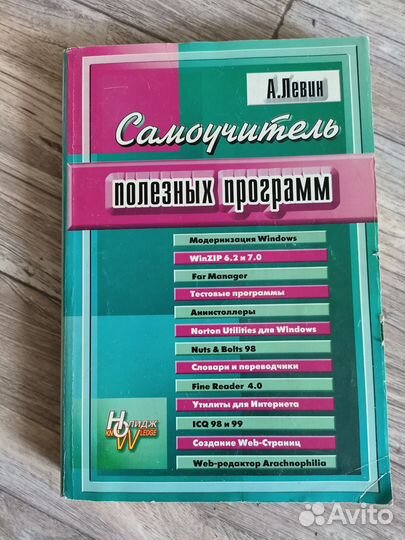 А.Левин
Самоучитель
полезных программ
Модернизация Windows
WinZIP 6.2 и 7.0
Far Manager
Тестовые программы
Анинсталлеры
Norton Utilities для Windows
Nuts & Bolts 98
Словари и переводчики
Fine Reader 4.0
Утилиты для Интернета
ICQ 98 и 99
Создание Web-Страниц
Web-редактор Arachnophilia
Нолидж
KNOWLEDGE
Avito